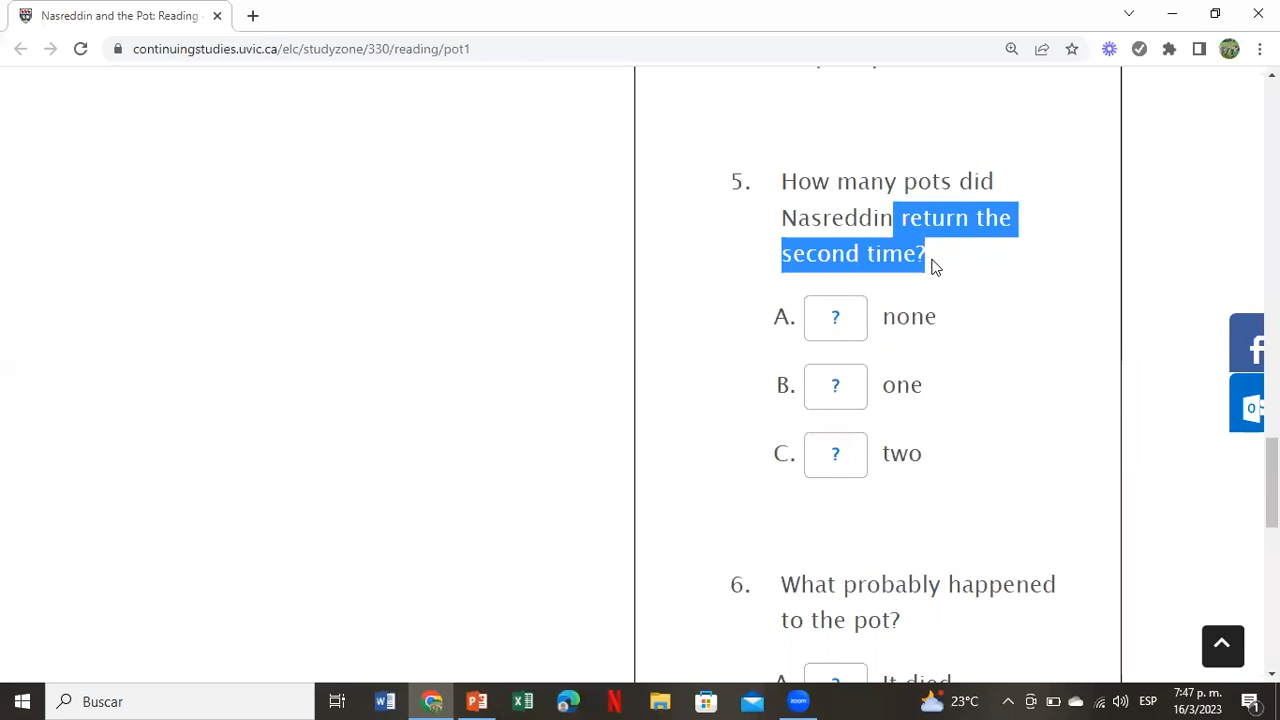 Nasreddin and the Pot: Reading
continuingstudies.uvic.ca/elc/studyzone/330/reading/pot1
5. How many pots did
Nasreddin return the
second time?
A. ? none
B. ? one
C. ? two
6. What probably happened
to the pot?
A. ? It died
Buscar
23°C
ESP
7:47 p. m.
16/3/2023